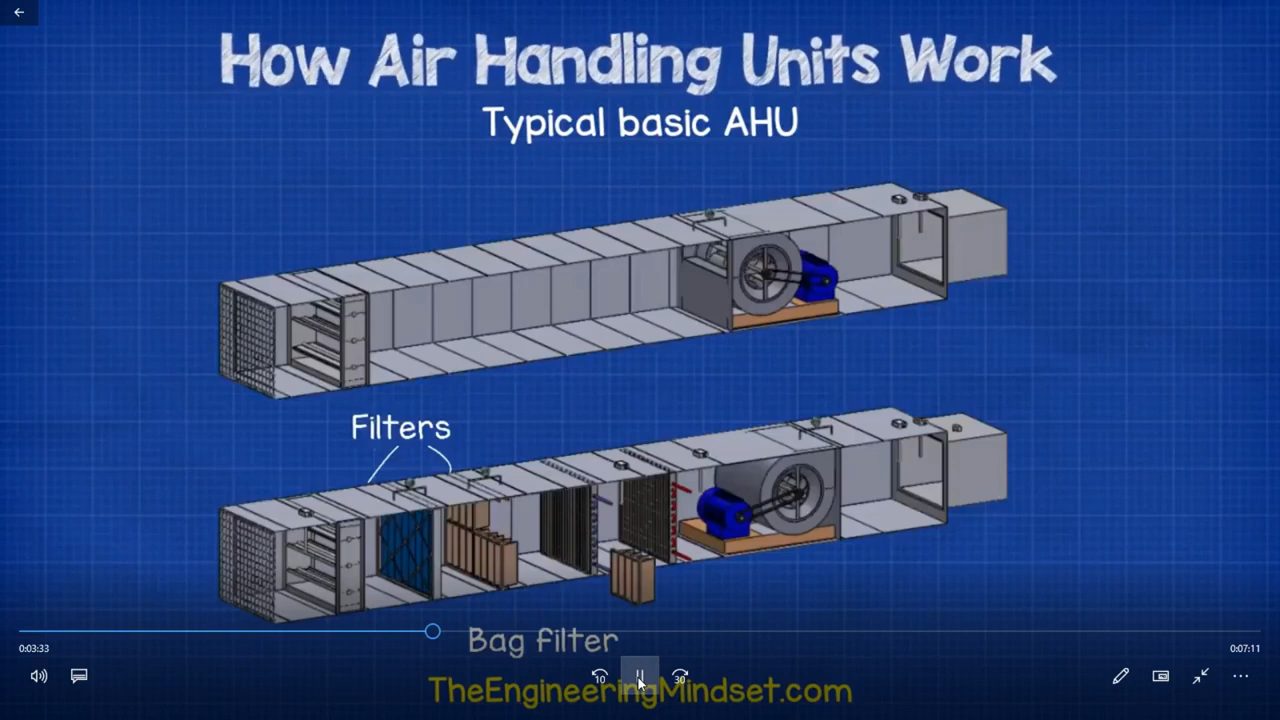 How Air Handling Units Work
Typical basic AHU
Filters
Bag filter
0:03:33
0:07:11
10
30
TheEngineeringMindset.com